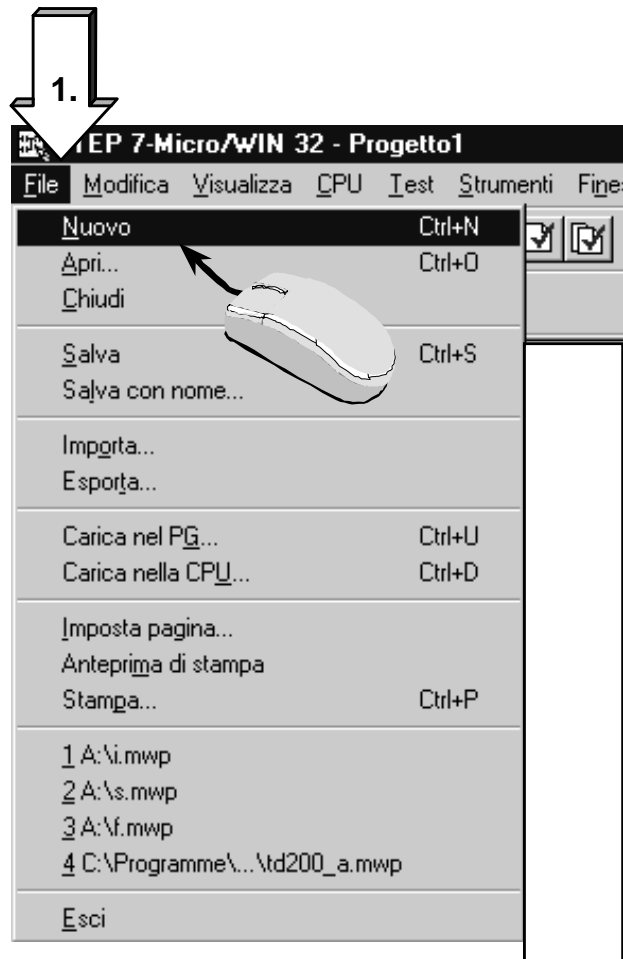 1.
TEP 7-Micro/WIN 32 - Progetto1
File Modifica Visualizza CPU Test Strumenti Fine
Nuovo Ctrl+N
Apri... Ctrl+O
Chiudi
Salva Ctrl+S
Salva con nome...
Importa...
Esporta...
Carica nel PG... Ctrl+U
Carica nella CPU... Ctrl+D
Imposta pagina...
Anteprima di stampa
Stampa... Ctrl+P
1 A:\i.mwp
2 A:\s.mwp
3 A:\f.mwp
4 C:\Programme\...\td200_a.mwp
Esci